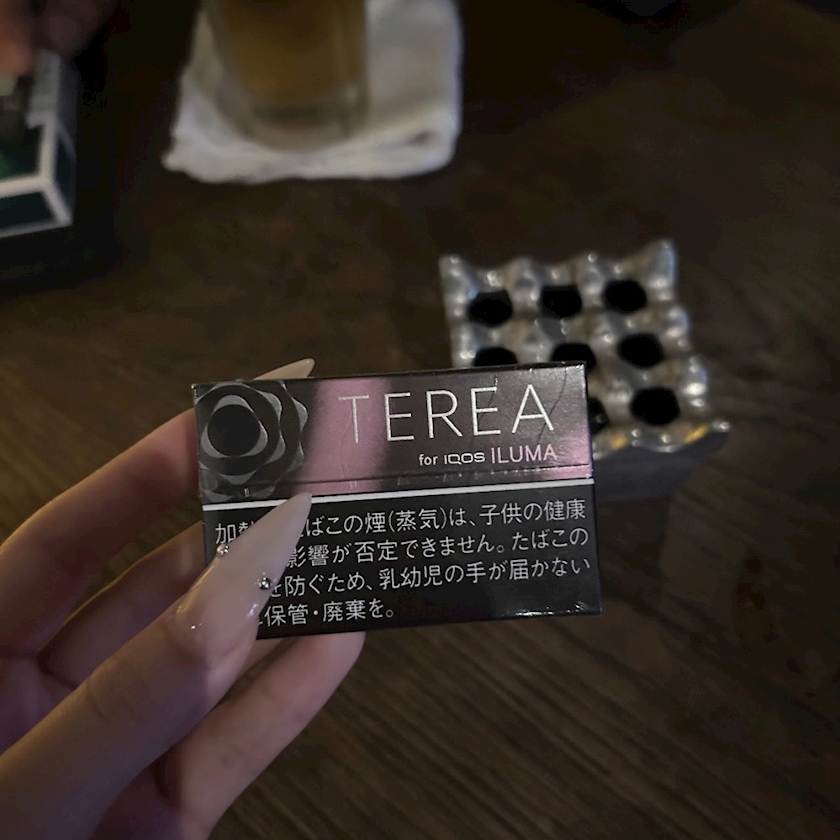 TEREA
for IQOS ILUMA
加熱 ばこの煙(蒸気)は、子供の健康
影響が否定できません。たばこの
を防ぐため、乳幼児の手が届かない
保管・廃棄を。